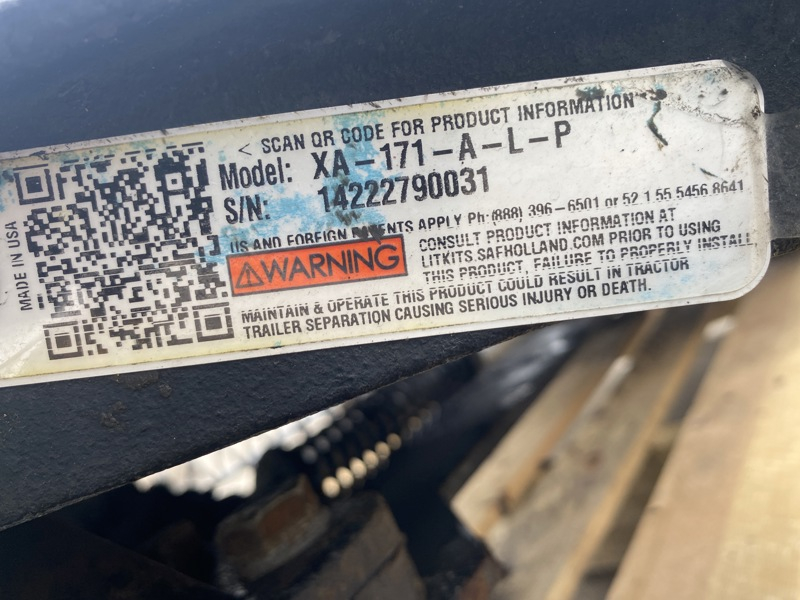 MADE IN USA
< SCAN QR CODE FOR PRODUCT INFORMATION
Model: XA-171-A-L-P
S/N: 14222790031
US AND FOREIGN PATENTS APPLY Ph:(888) 396-6501 or 52 1 55 5456 8641
⚠WARNING
CONSULT PRODUCT INFORMATION AT
LITKITS.SAFHOLLAND.COM PRIOR TO USING
THIS PRODUCT, FAILURE TO PROPERLY INSTALL,
MAINTAIN & OPERATE THIS PRODUCT COULD RESULT IN TRACTOR
TRAILER SEPARATION CAUSING SERIOUS INJURY OR DEATH.